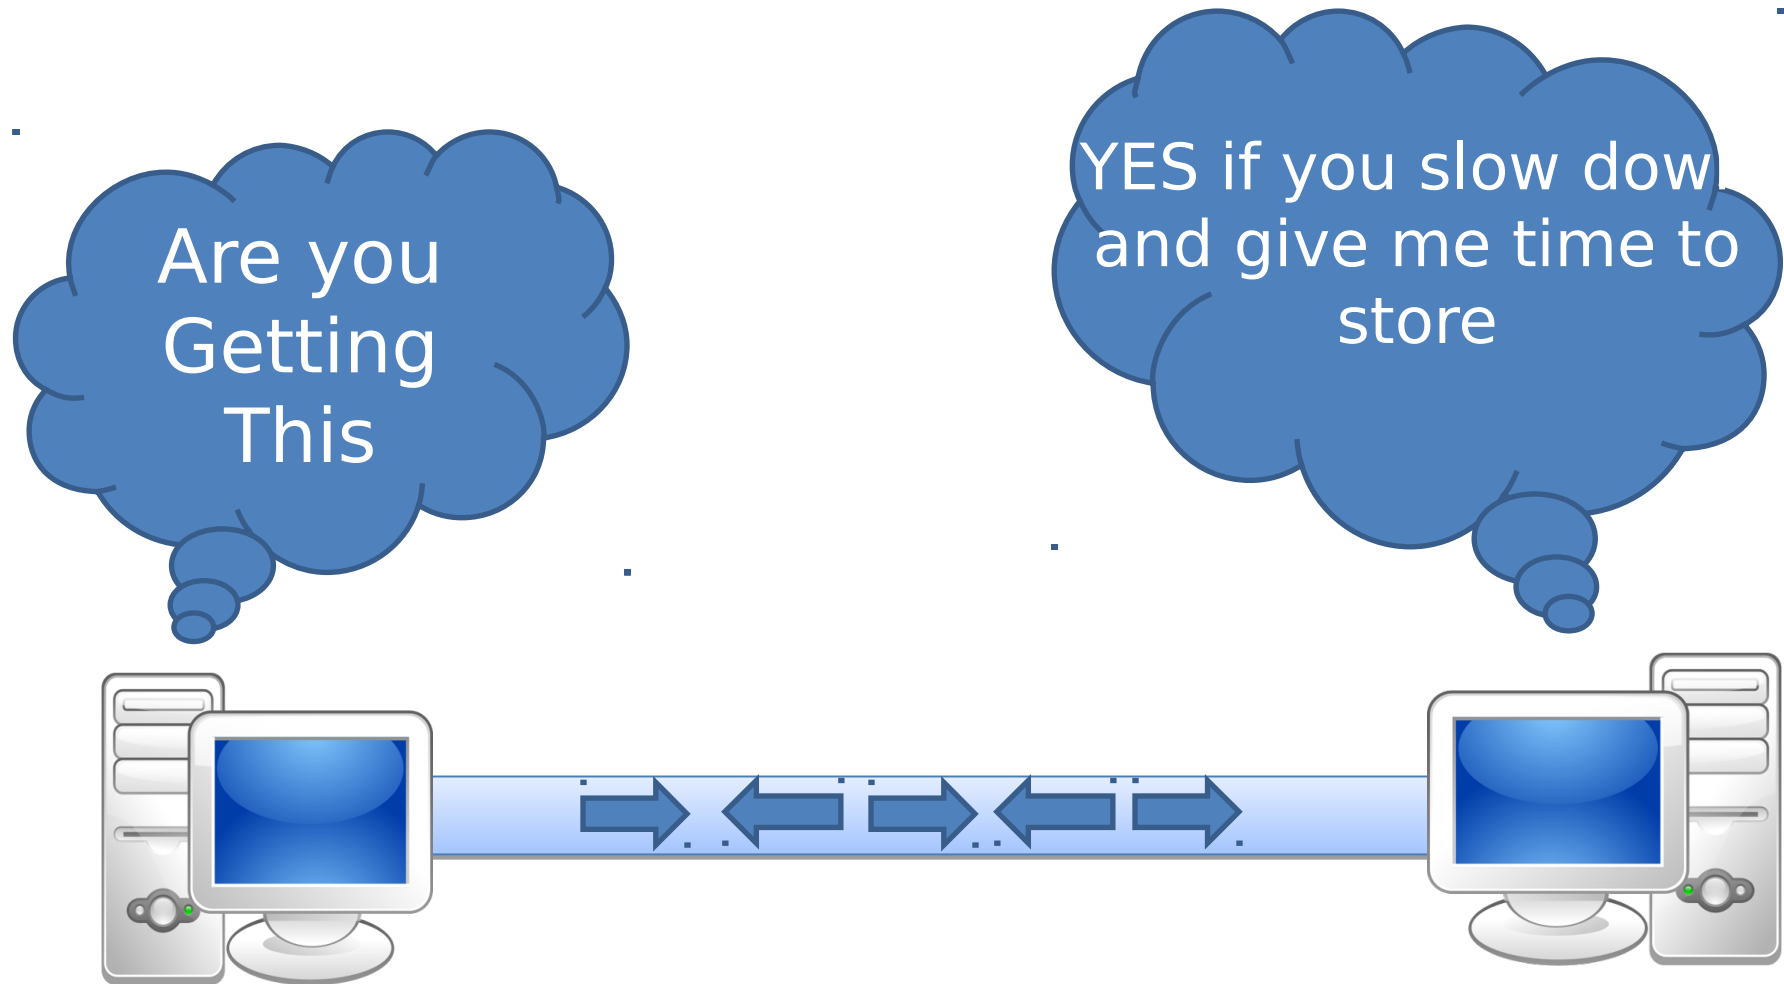 Are you
Getting
This
YES if you slow dow
and give me time to
store